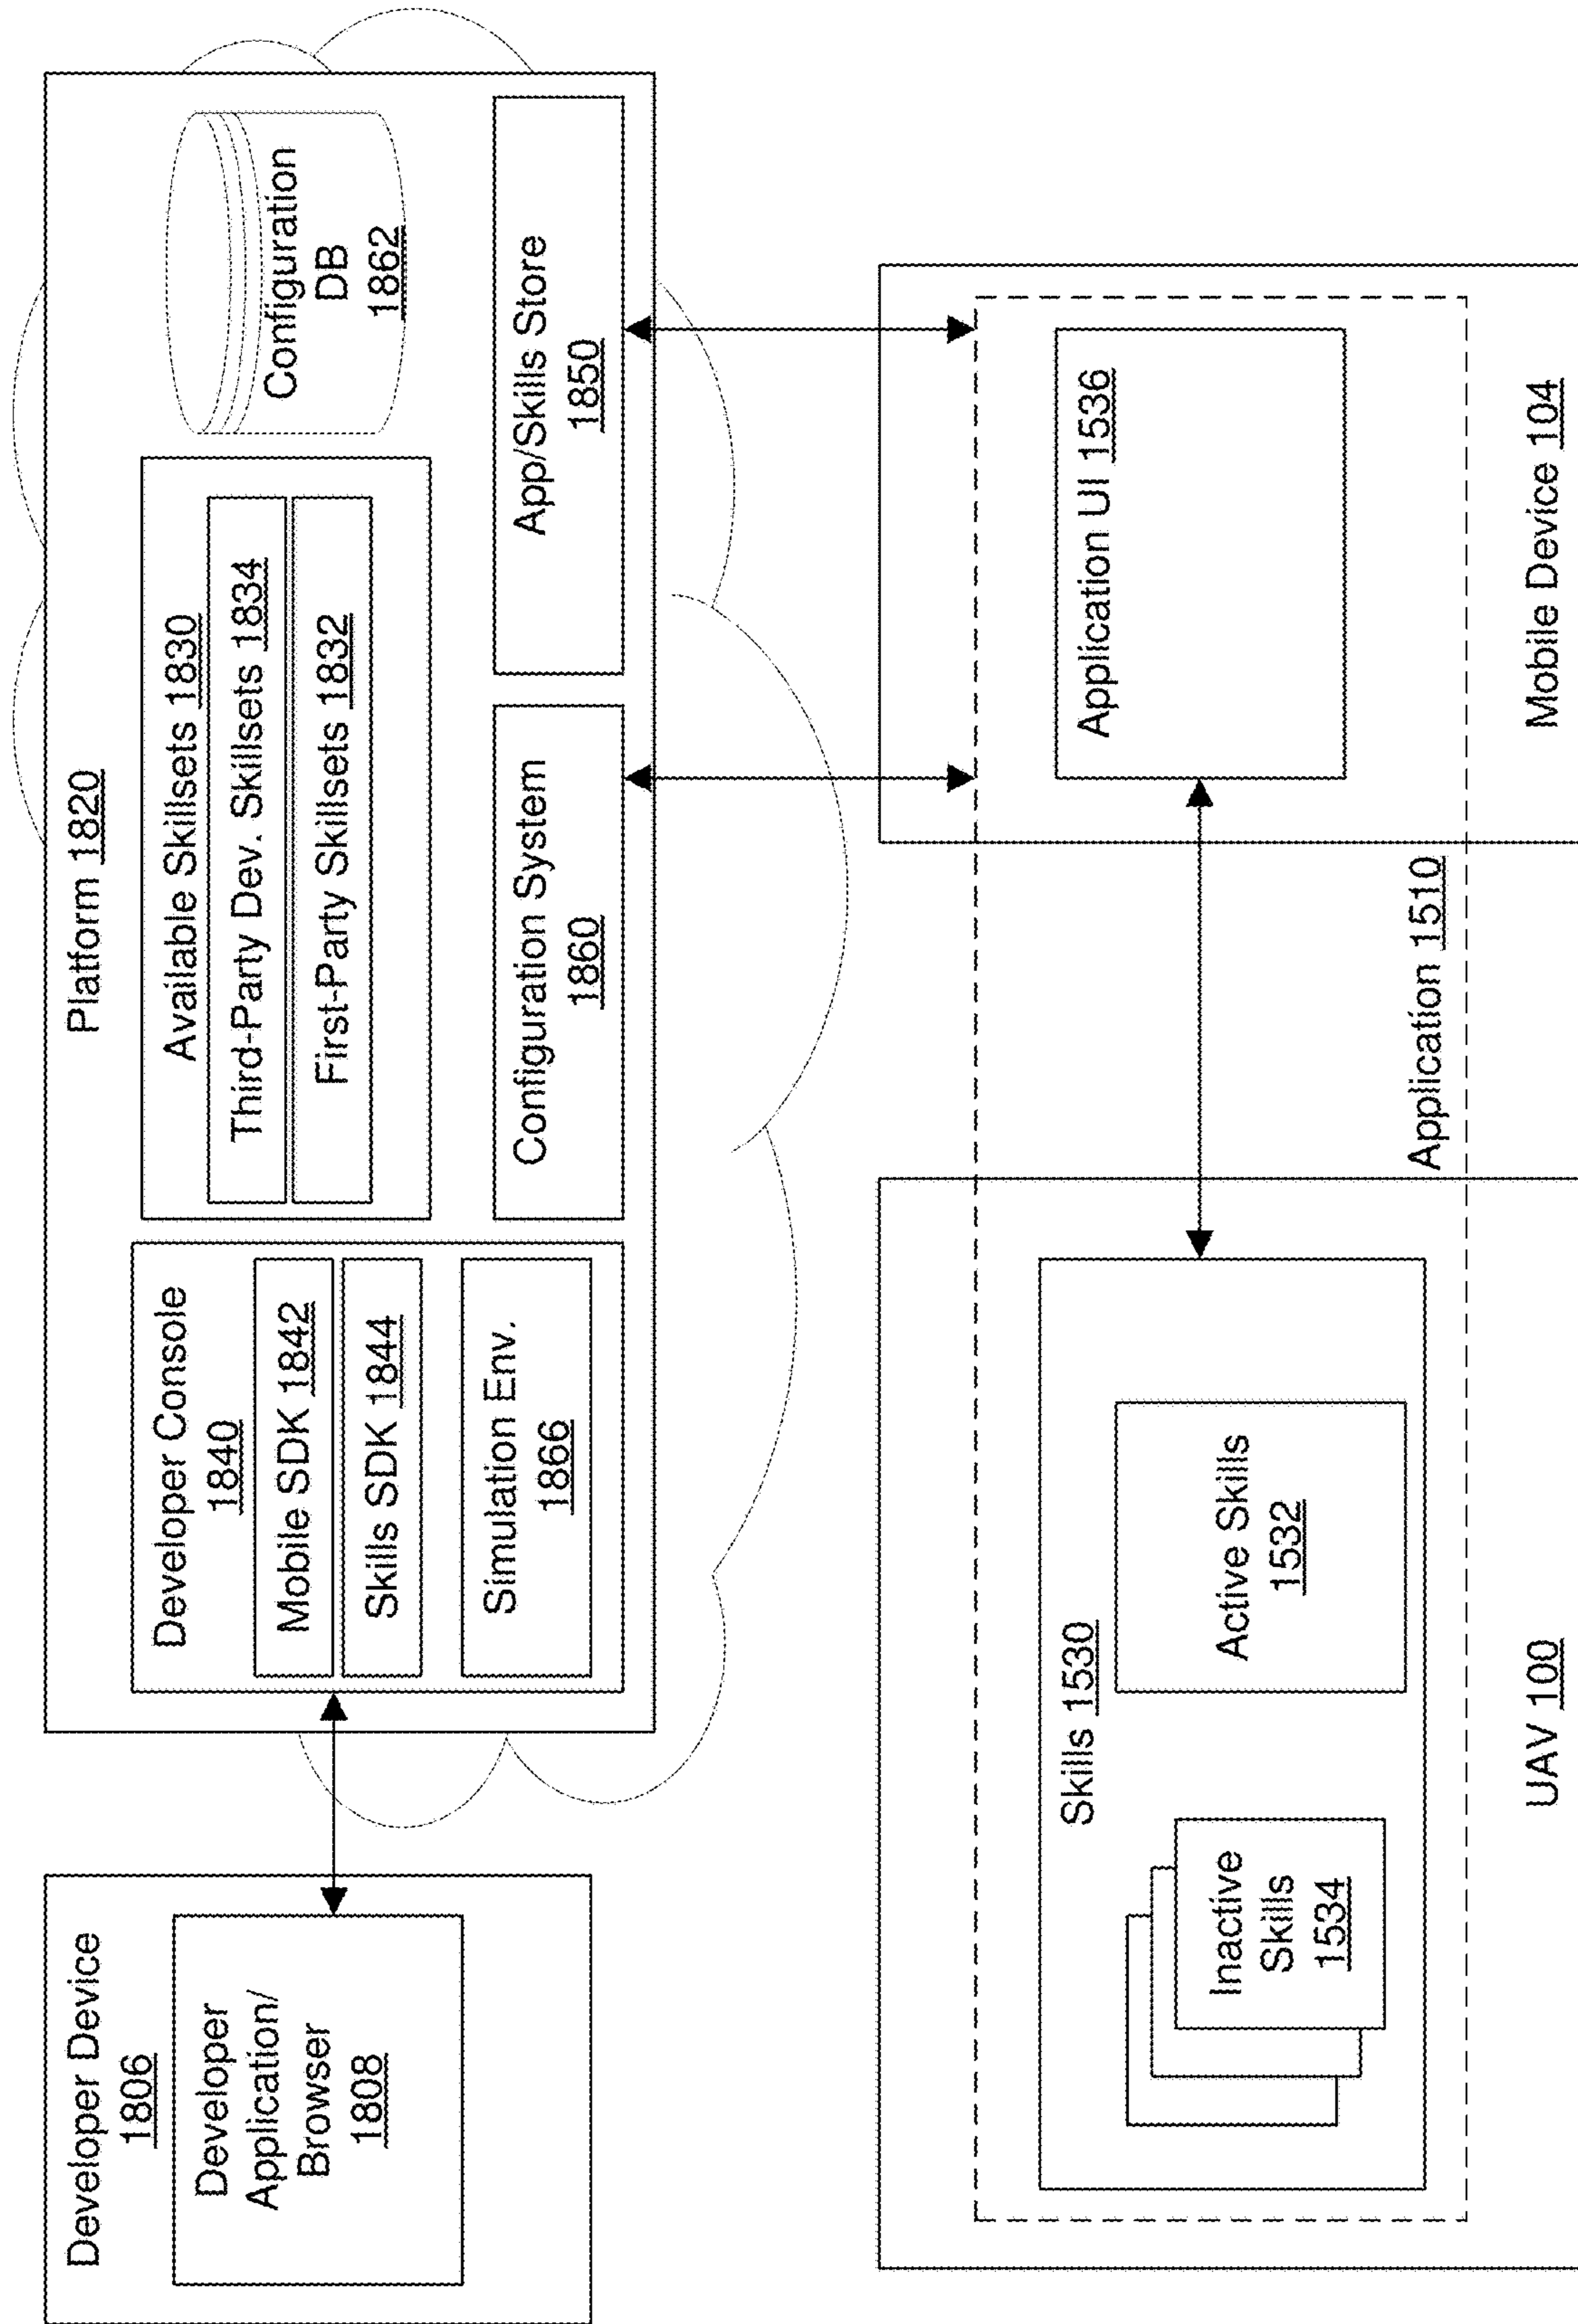 Developer Device
1806
Developer
Application/
Browser
1808
Platform 1820
Developer Console
1840
Mobile SDK 1842
Skills SDK 1844
Simulation Env.
1866
Available Skillsets 1830
Third-Party Dev. Skillsets 1834
First-Party Skillsets 1832
Configuration
DB
1862
Configuration System
1860
App/Skills Store
1850
Skills 1530
Inactive
Skills
1534
Active Skills
1532
UAV 100
Application 1510
Application UI 1536
Mobile Device 104